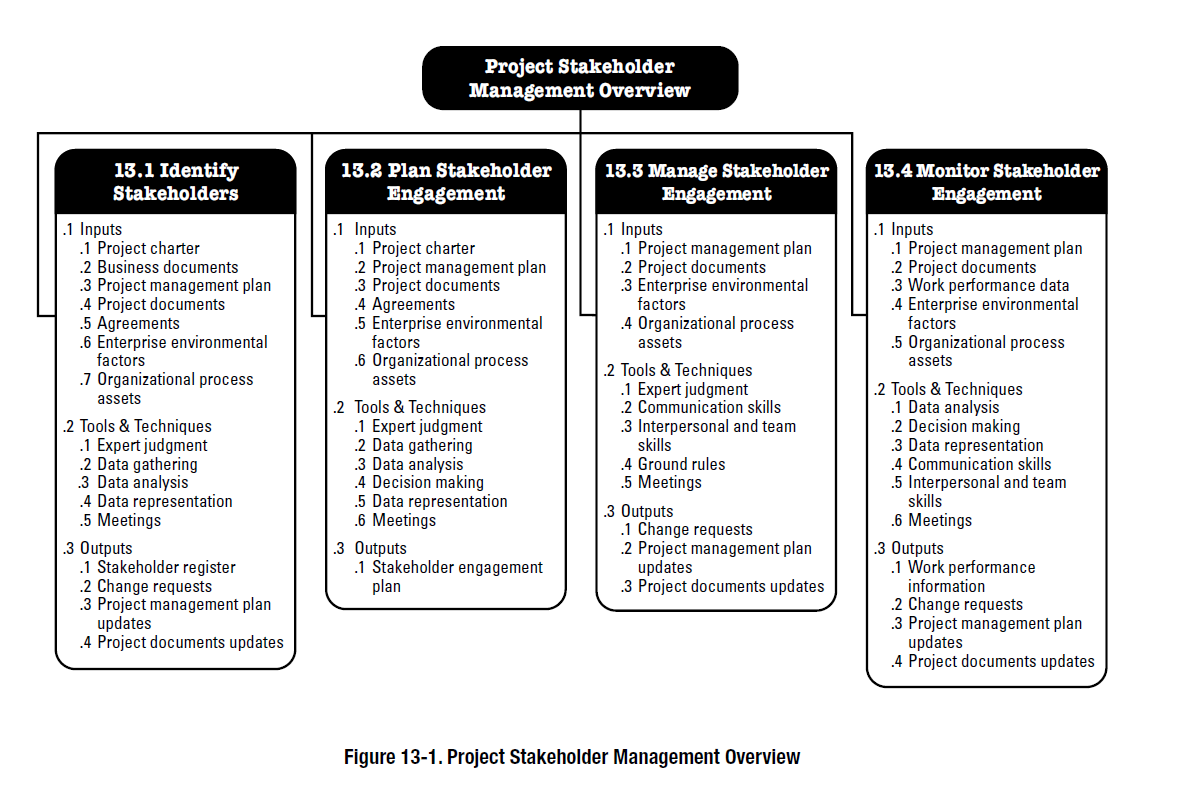 Project Stakeholder
Management Overview
13.1 Identify
Stakeholders
.1 Inputs
.1 Project charter
.2 Business documents
.3 Project management plan
.4 Project documents
.5 Agreements
.6 Enterprise environmental
factors
.7 Organizational process
assets
.2 Tools & Techniques
.1 Expert judgment
.2 Data gathering
.3 Data analysis
.4 Data representation
.5 Meetings
.3 Outputs
.1 Stakeholder register
.2 Change requests
.3 Project management plan
updates
.4 Project documents updates
13.2 Plan Stakeholder
Engagement
.1 Inputs
.1 Project charter
.2 Project management plan
.3 Project documents
.4 Agreements
.5 Enterprise environmental
factors
.6 Organizational process
assets
.2 Tools & Techniques
.1 Expert judgment
.2 Data gathering
.3 Data analysis
.4 Decision making
.5 Data representation
.6 Meetings
.3 Outputs
.1 Stakeholder engagement
plan
13.3 Manage Stakeholder
Engagement
.1 Inputs
.1 Project management plan
.2 Project documents
.3 Enterprise environmental
factors
.4 Organizational process
assets
.2 Tools & Techniques
.1 Expert judgment
.2 Communication skills
.3 Interpersonal and team
skills
.4 Ground rules
.5 Meetings
.3 Outputs
.1 Change requests
.2 Project management plan
updates
.3 Project documents updates
13.4 Monitor Stakeholder
Engagement
.1 Inputs
.1 Project management plan
.2 Project documents
.3 Work performance data
.4 Enterprise environmental
factors
.5 Organizational process
assets
.2 Tools & Techniques
.1 Data analysis
.2 Decision making
.3 Data representation
.4 Communication skills
.5 Interpersonal and team
skills
.6 Meetings
.3 Outputs
.1 Work performance
information
.2 Change requests
.3 Project management plan
updates
.4 Project documents updates
Figure 13-1. Project Stakeholder Management Overview